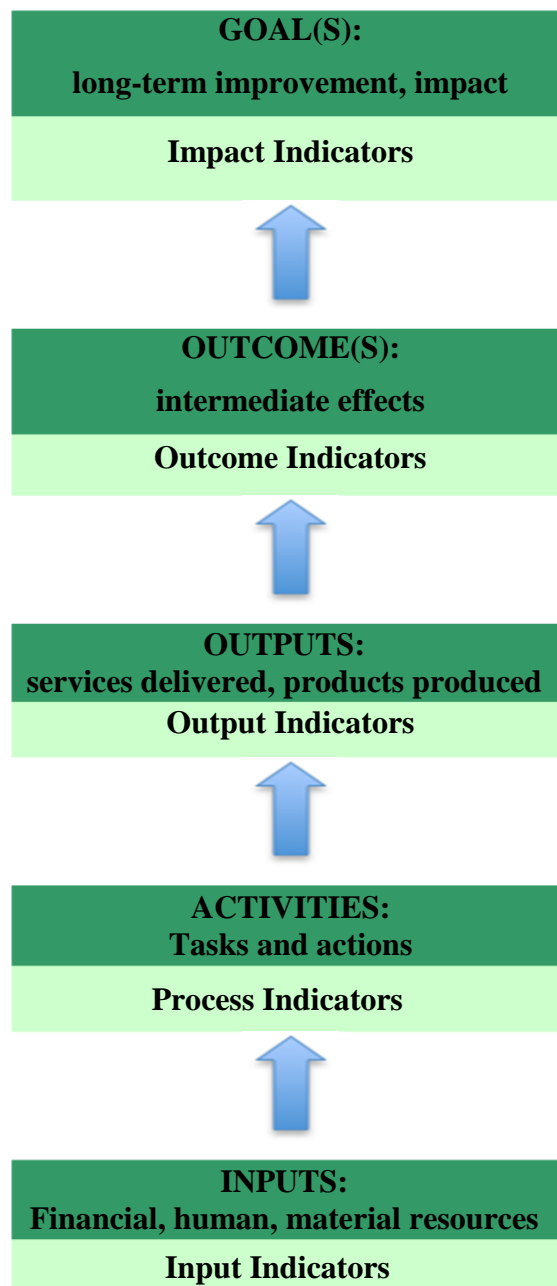 GOAL(S):
long-term improvement, impact
Impact Indicators
OUTCOME(S):
intermediate effects
Outcome Indicators
OUTPUTS:
services delivered, products produced
Output Indicators
ACTIVITIES:
Tasks and actions
Process Indicators
INPUTS:
Financial, human, material resources
Input Indicators